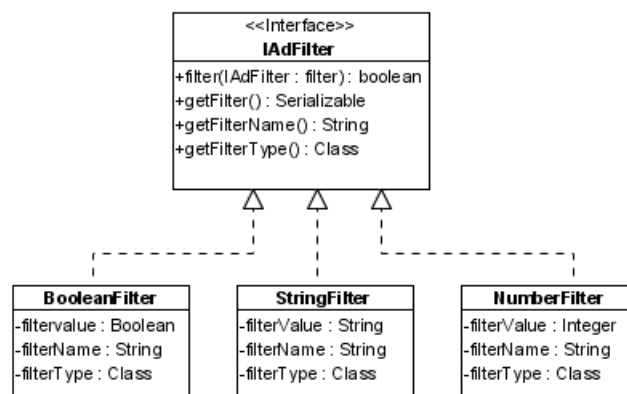 <<Interface>>
IAdFilter
+filter(IAdFilter : filter) : boolean
+getFilter() : Serializable
+getFilterName() : String
+getFilterType() : Class
BooleanFilter
-filtervalue : Boolean
-filterName : String
-filterType : Class
StringFilter
-filterValue : String
-filterName : String
-filterType : Class
NumberFilter
-filterValue : Integer
-filterName : String
-filterType : Class